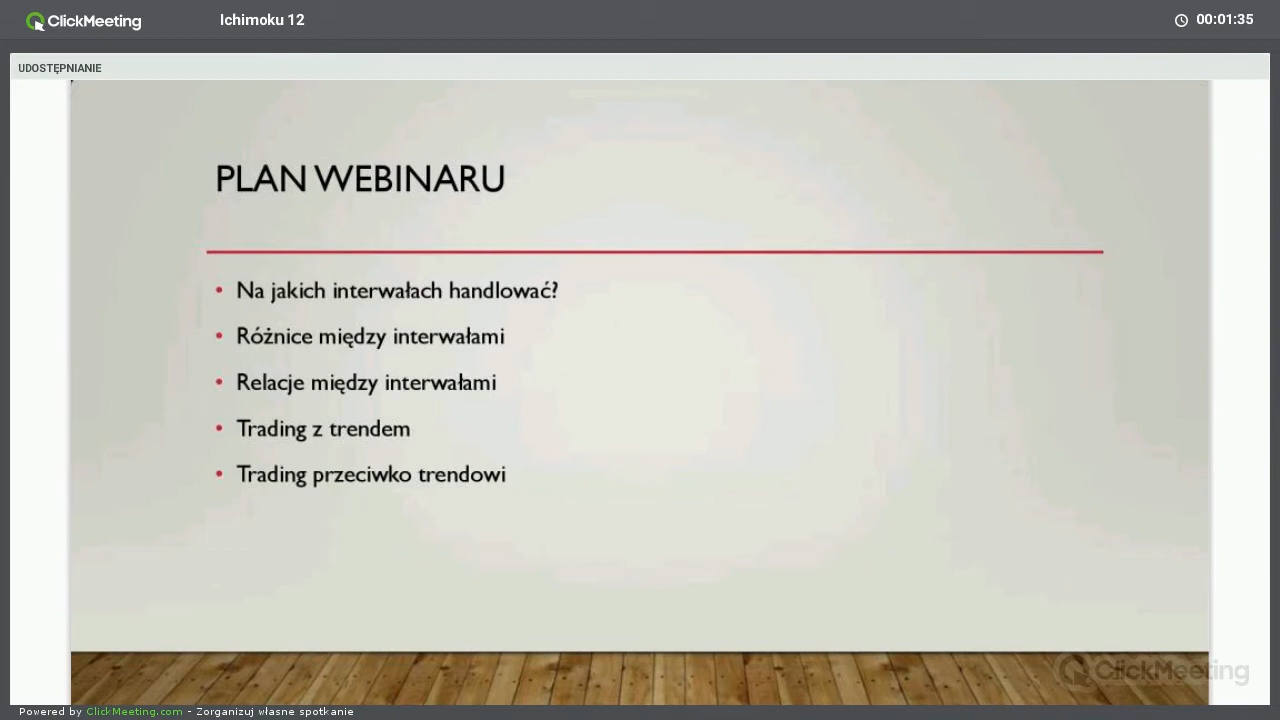 ClickMeeting
Ichimoku 12
00:01:35
UDOSTĘPNIANIE
PLAN WEBINARU
• Na jakich interwałach handlować?
• Różnice między interwałami
• Relacje między interwałami
• Trading z trendem
• Trading przeciwko trendowi
ClickMeeting
Powered by ClickMeeting.com - Zorganizuj własne spotkanie